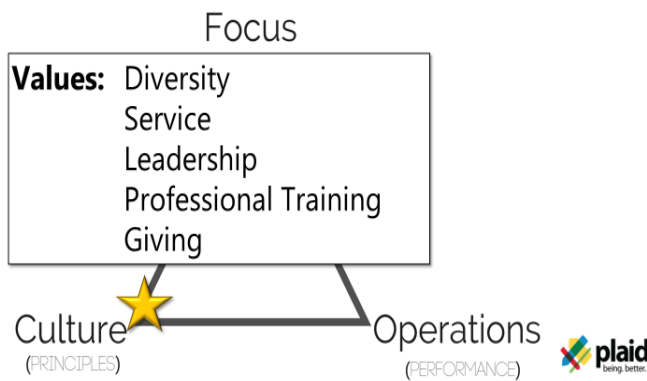 Focus
Values: Diversity
Service
Leadership
Professional Training
Giving
Culture
(PRINCIPLES)
Operations
(PERFORMANCE)
plaid
being. better.